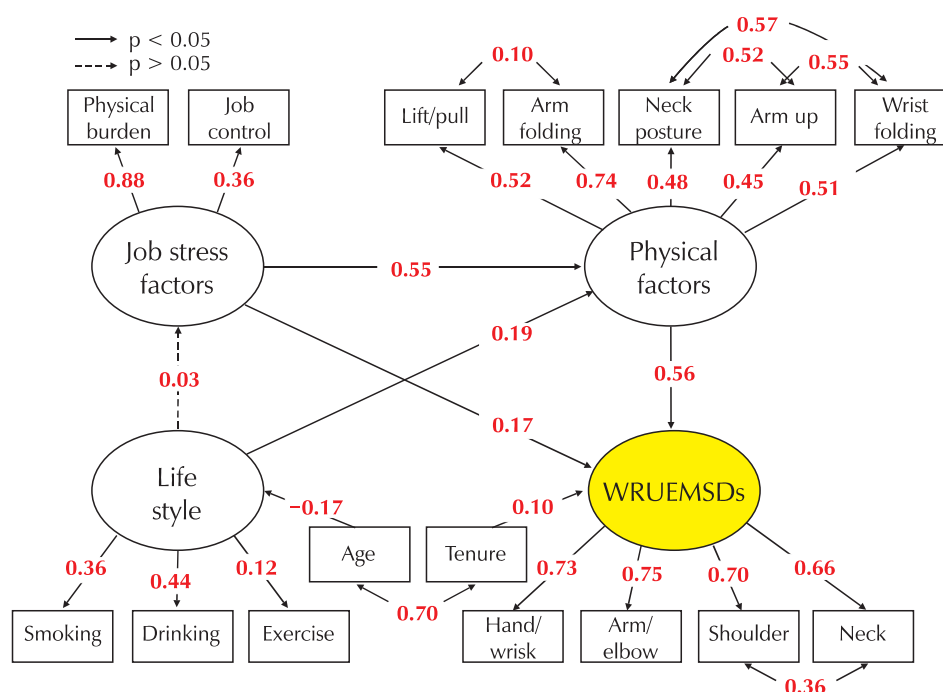 p < 0.05
p > 0.05
0.57
0.10
0.52
0.55
Physical
burden
Job
control
Lift/pull
Arm
folding
Neck
posture
Arm up
Wrist
folding
0.88
0.36
0.52
0.74
0.48
0.45
0.51
Job stress
factors
0.55
Physical
factors
0.19
0.03
0.56
0.17
Life
style
WRUEMSDs
−0.17
0.10
Age
Tenure
0.36
0.44
0.12
0.70
0.73
0.75
0.70
0.66
Smoking
Drinking
Exercise
Hand/
wrisk
Arm/
elbow
Shoulder
Neck
0.36